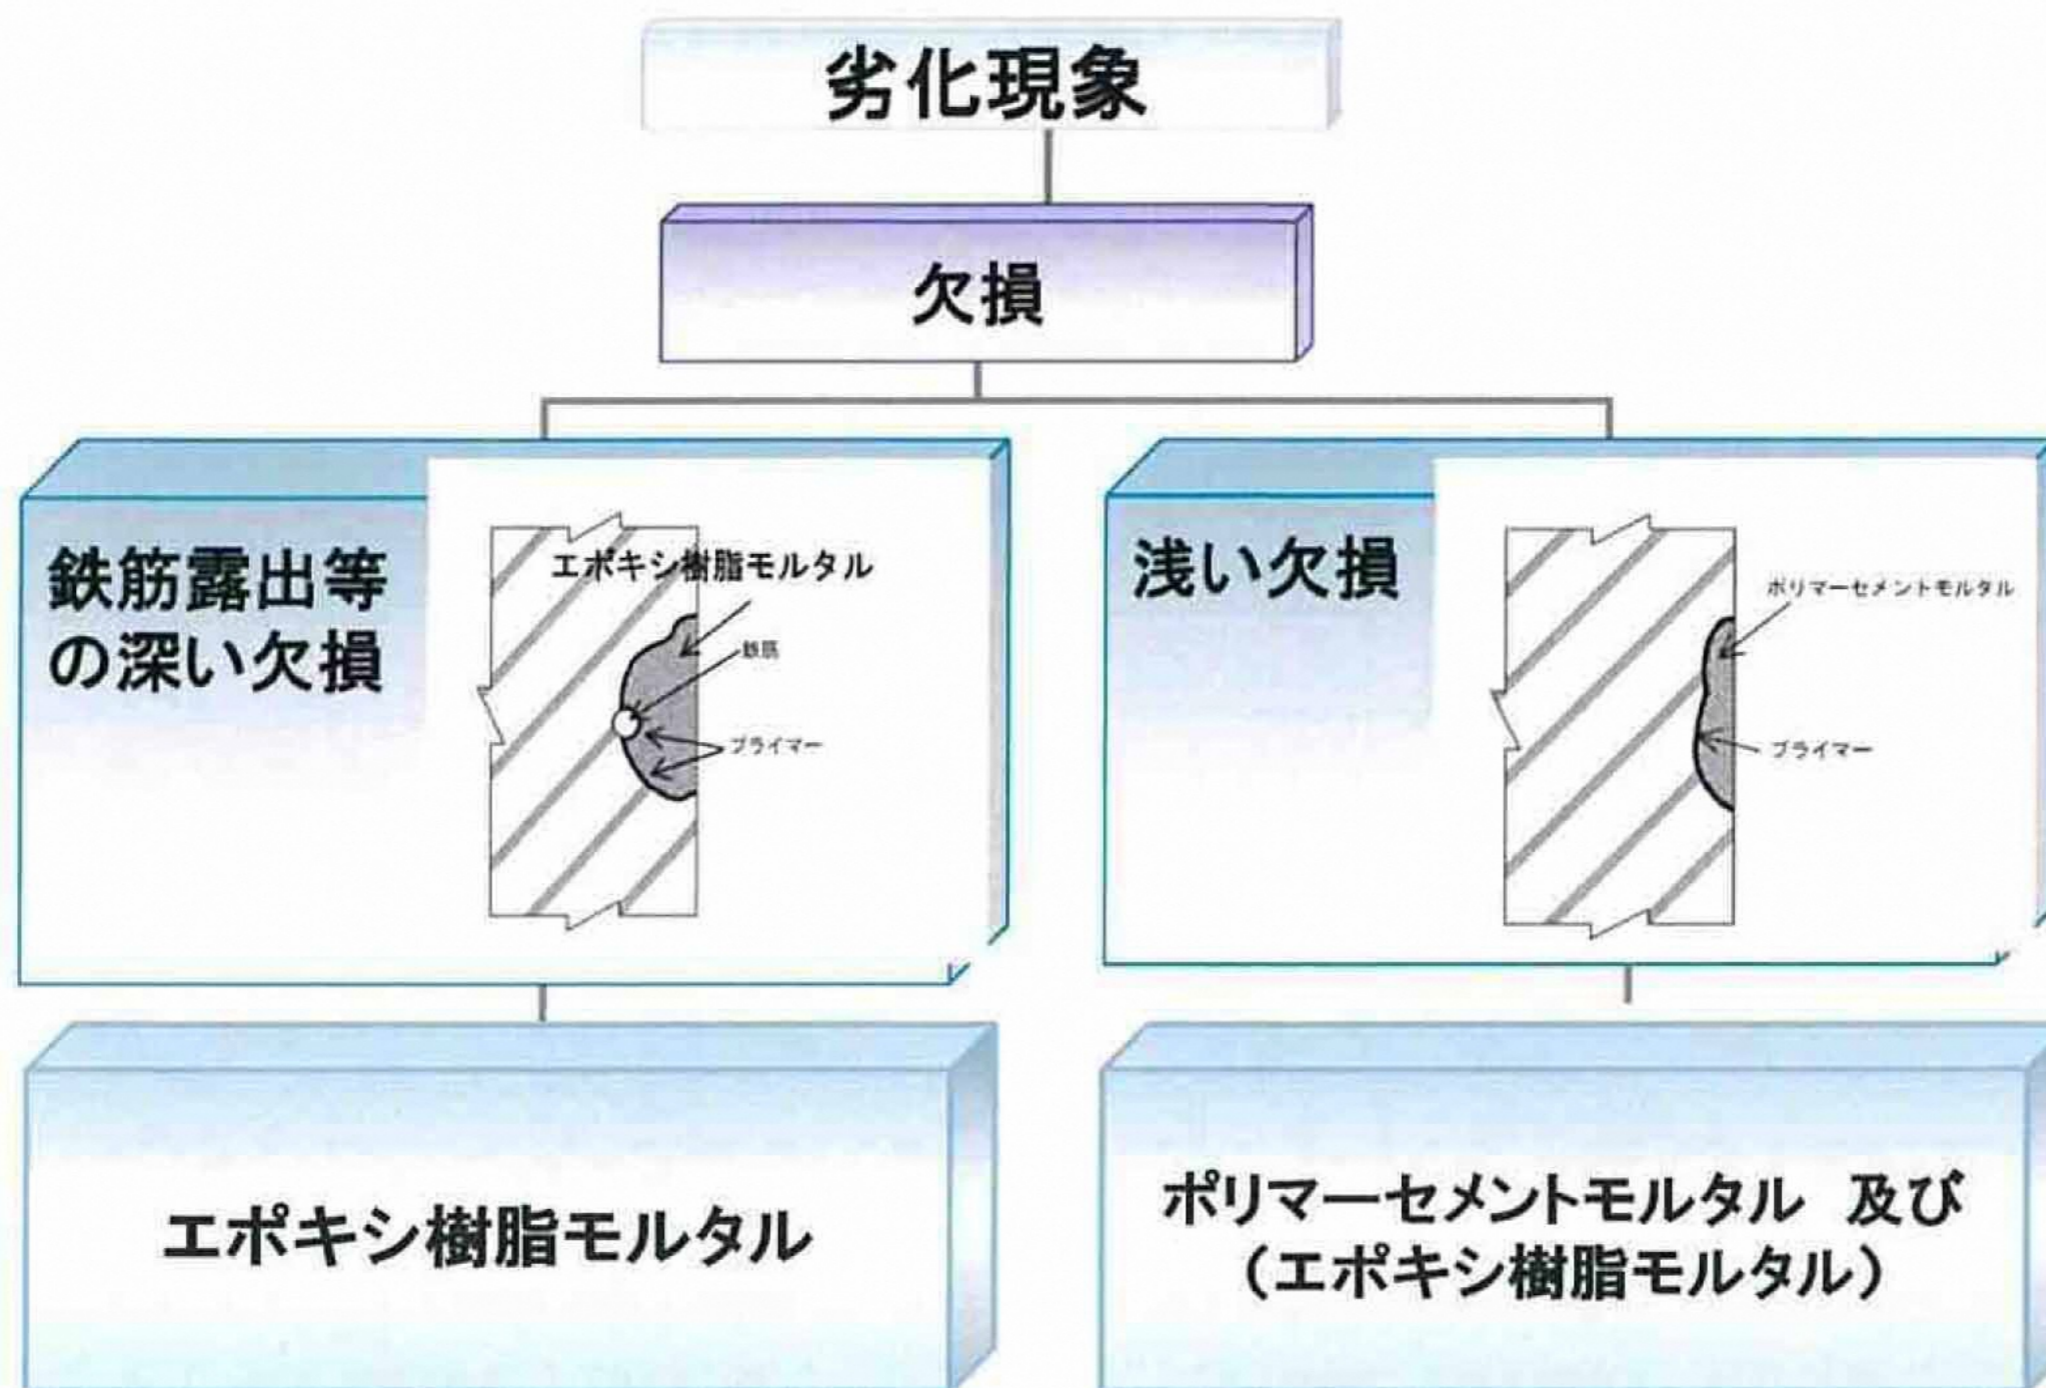 劣化現象
欠損
鉄筋露出等
の深い欠損
エポキシ樹脂モルタル
鉄筋
プライマー
浅い欠損
ポリマーセメントモルタル
プライマー
エポキシ樹脂モルタル
ポリマーセメントモルタル 及び
(エポキシ樹脂モルタル)